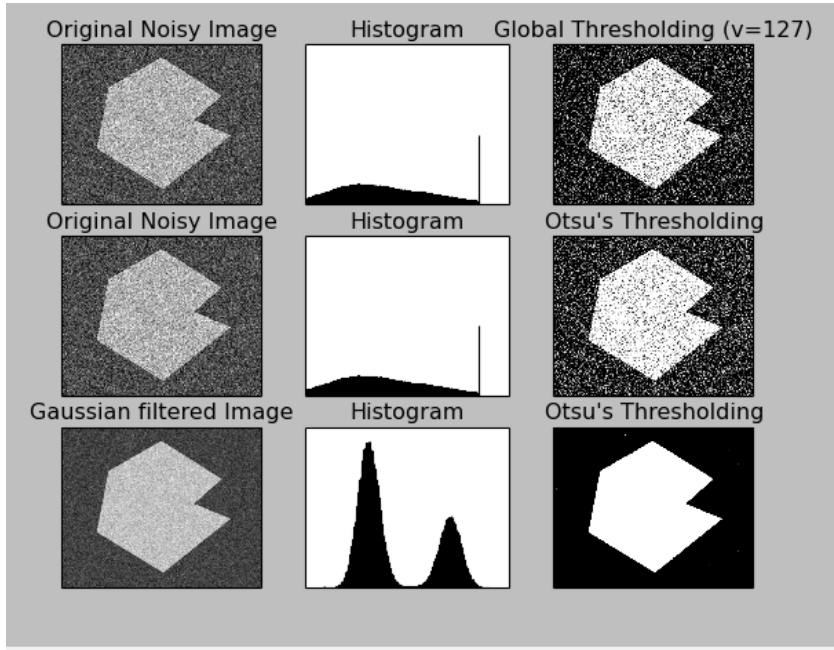 Original Noisy Image
Histogram
Global Thresholding (v=127)
Original Noisy Image
Histogram
Otsu's Thresholding
Gaussian filtered Image
Histogram
Otsu's Thresholding